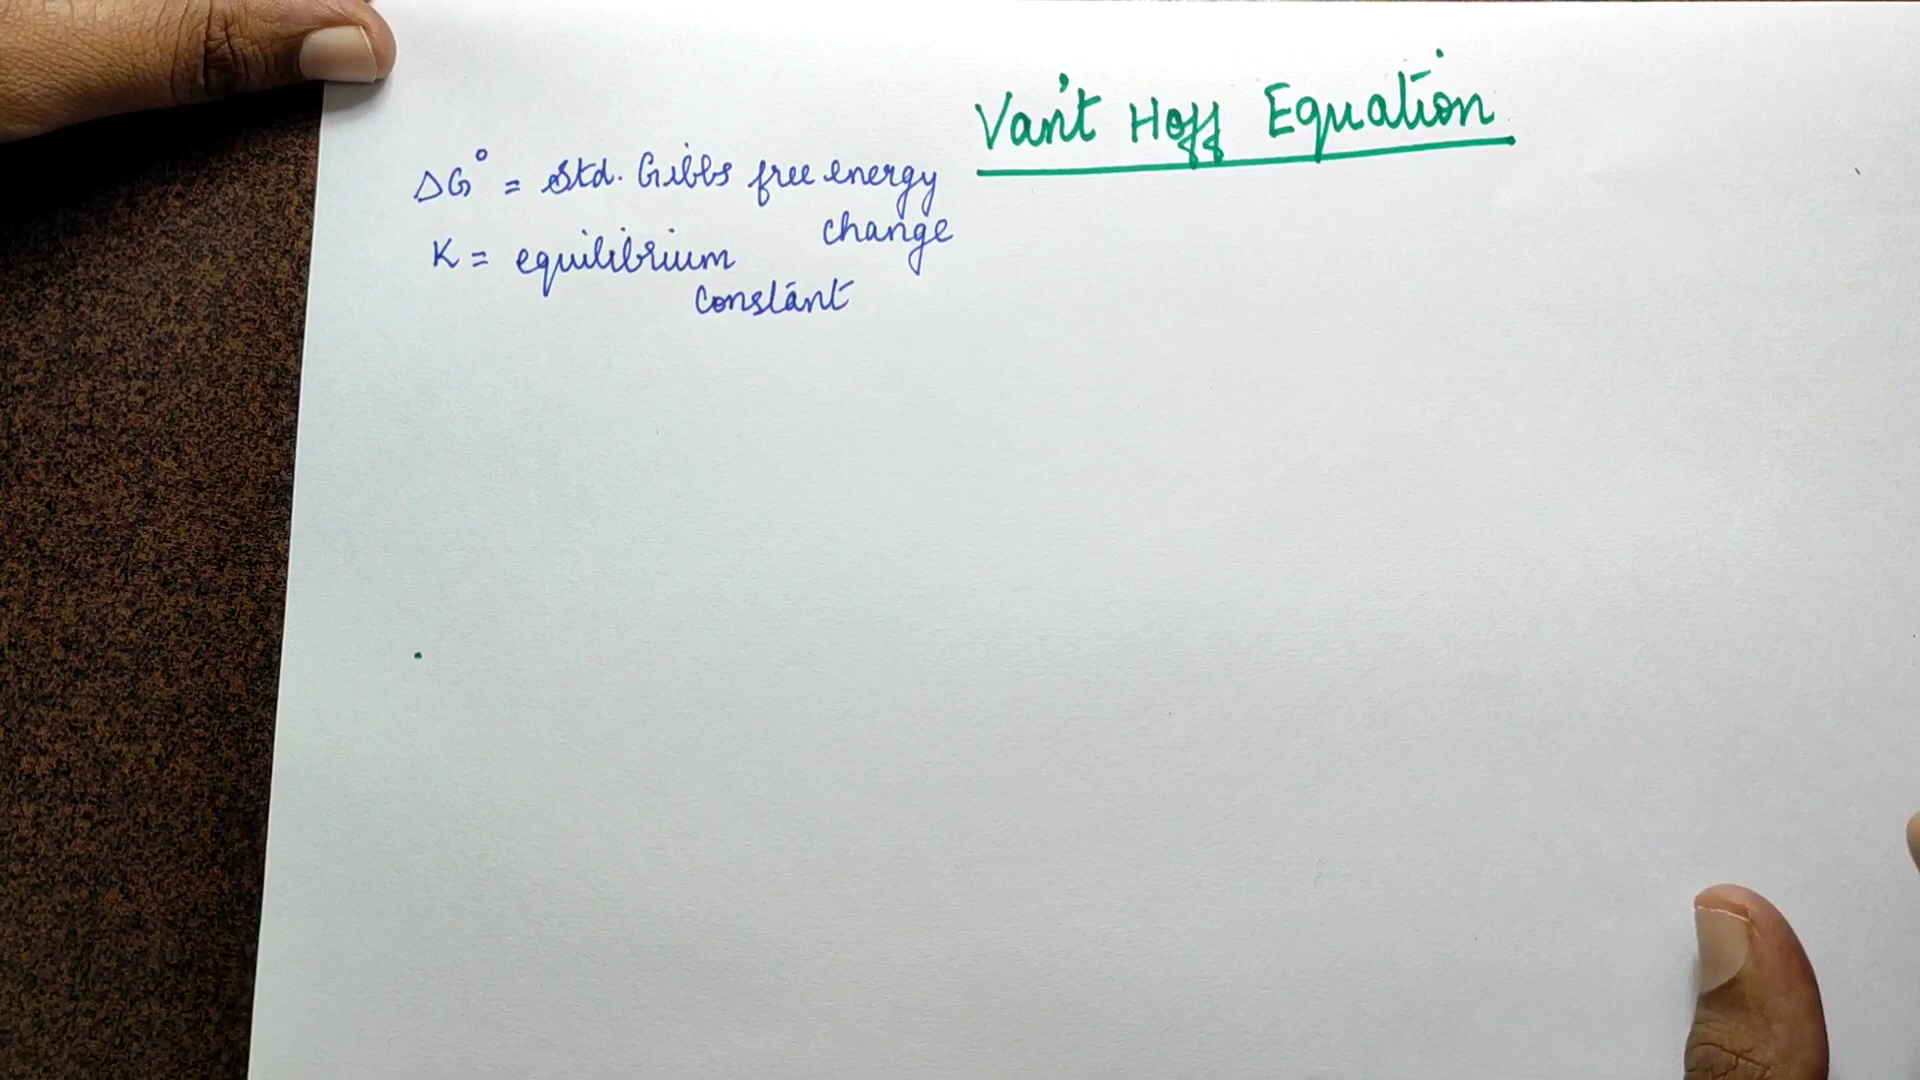 Van't Hoff Equation
ΔG° = Std. Gibbs free energy
change
K = equilibrium
constant